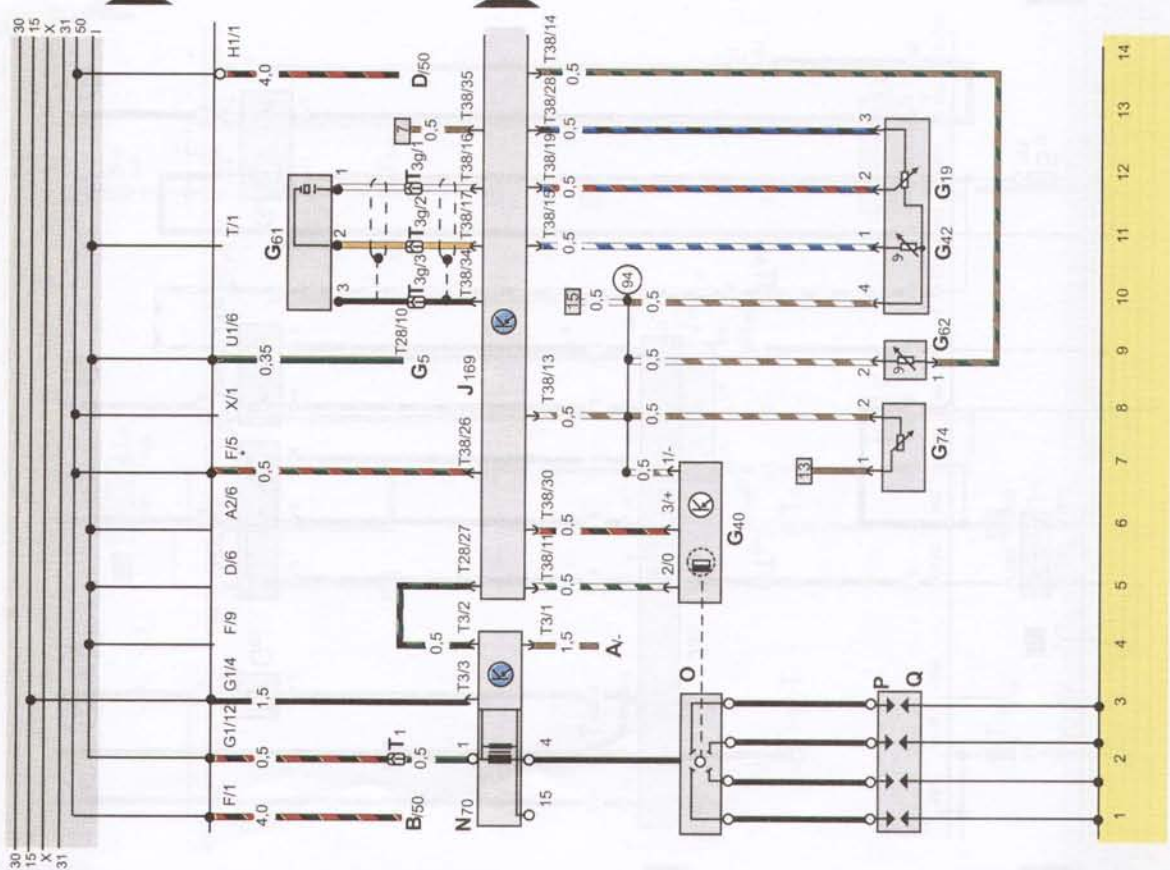 30
15
X
31
30
15
X
31
50
I
F/1
G1/12
G1/4
F/9
D/6
A2/6
F/5
X/1
U1/6
T/1
H1/1
4,0
0,5
1,5
0,5
0,35
4,0
B/50
T1
0,5
0,5
G5
T28/10
G61
3
2
1
T3g/3
T3g/2
T3g/1
7
0,5
D/50
N70
1
T3/3
T3/2
T28/27
T38/26
J169
T38/34
T38/17
T38/16
T38/35
15
4
T3/1
T38/11
T38/30
T38/13
T38/15
T38/19
T38/28
T38/14
1,5
0,5
0,5
0,5
0,5
0,5
0,5
0,5
15
0,5
94
A/-
0,5
0,5
0,5
0,5
2/0
3/+
1/-
G40
O
13
1
2
G74
2
1
G62
4
1
2
3
G42
G19
P
Q
1
2
3
4
5
6
7
8
9
10
11
12
13
14